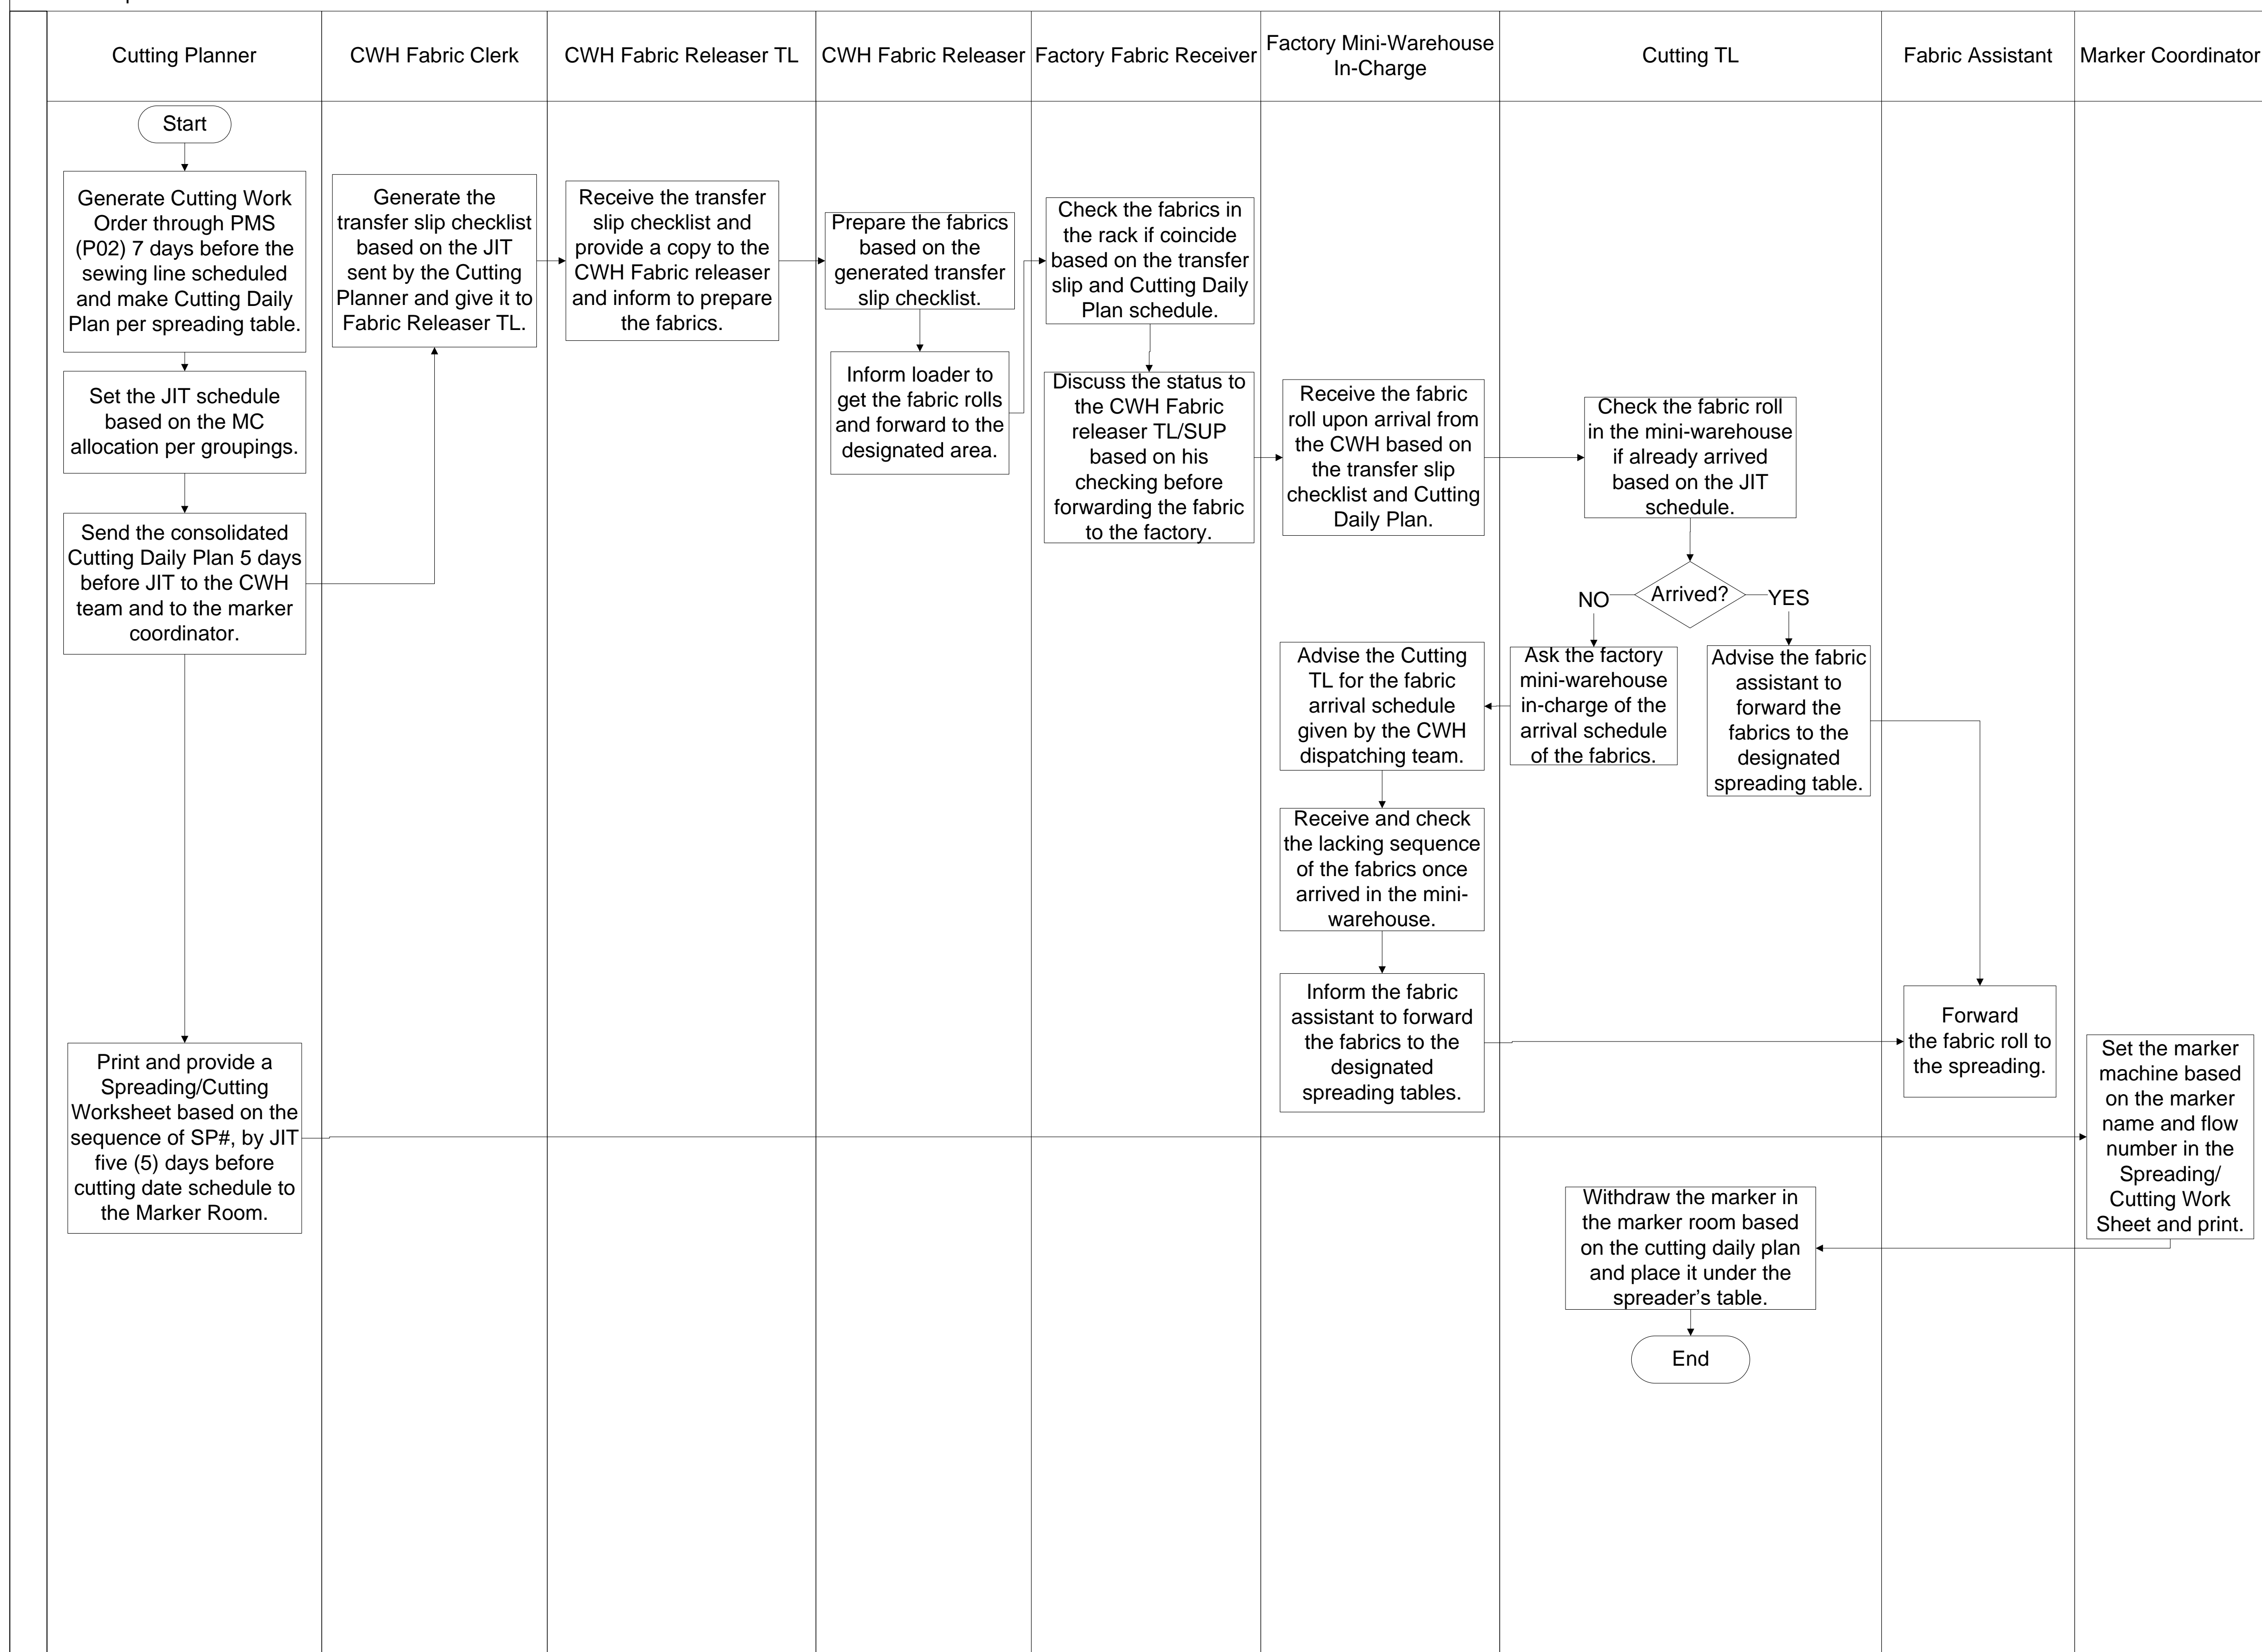 Cutting Planner
CWH Fabric Clerk
CWH Fabric Releaser TL
CWH Fabric Releaser
Factory Fabric Receiver
Factory Mini-Warehouse
In-Charge
Cutting TL
Fabric Assistant
Marker Coordinator
Start
Generate Cutting Work
Order through PMS
(P02) 7 days before the
sewing line scheduled
and make Cutting Daily
Plan per spreading table.
Set the JIT schedule
based on the MC
allocation per groupings.
Send the consolidated
Cutting Daily Plan 5 days
before JIT to the CWH
team and to the marker
coordinator.
Print and provide a
Spreading/Cutting
Worksheet based on the
sequence of SP#, by JIT
five (5) days before
cutting date schedule to
the Marker Room.
Generate the
transfer slip checklist
based on the JIT
sent by the Cutting
Planner and give it to
Fabric Releaser TL.
Receive the transfer
slip checklist and
provide a copy to the
CWH Fabric releaser
and inform to prepare
the fabrics.
Prepare the fabrics
based on the
generated transfer
slip checklist.
Inform loader to
get the fabric rolls
and forward to the
designated area.
Check the fabrics in
the rack if coincide
based on the transfer
slip and Cutting Daily
Plan schedule.
Discuss the status to
the CWH Fabric
releaser TL/SUP
based on his
checking before
forwarding the fabric
to the factory.
Receive the fabric
roll upon arrival from
the CWH based on
the transfer slip
checklist and Cutting
Daily Plan.
Check the fabric roll
in the mini-warehouse
if already arrived
based on the JIT
schedule.
Arrived?
NO
YES
Ask the factory
mini-warehouse
in-charge of the
arrival schedule
of the fabrics.
Advise the fabric
assistant to
forward the
fabrics to the
designated
spreading table.
Advise the Cutting
TL for the fabric
arrival schedule
given by the CWH
dispatching team.
Receive and check
the lacking sequence
of the fabrics once
arrived in the mini-
warehouse.
Inform the fabric
assistant to forward
the fabrics to the
designated
spreading tables.
Forward
the fabric roll to
the spreading.
Set the marker
machine based
on the marker
name and flow
number in the
Spreading/
Cutting Work
Sheet and print.
Withdraw the marker in
the marker room based
on the cutting daily plan
and place it under the
spreader’s table.
End